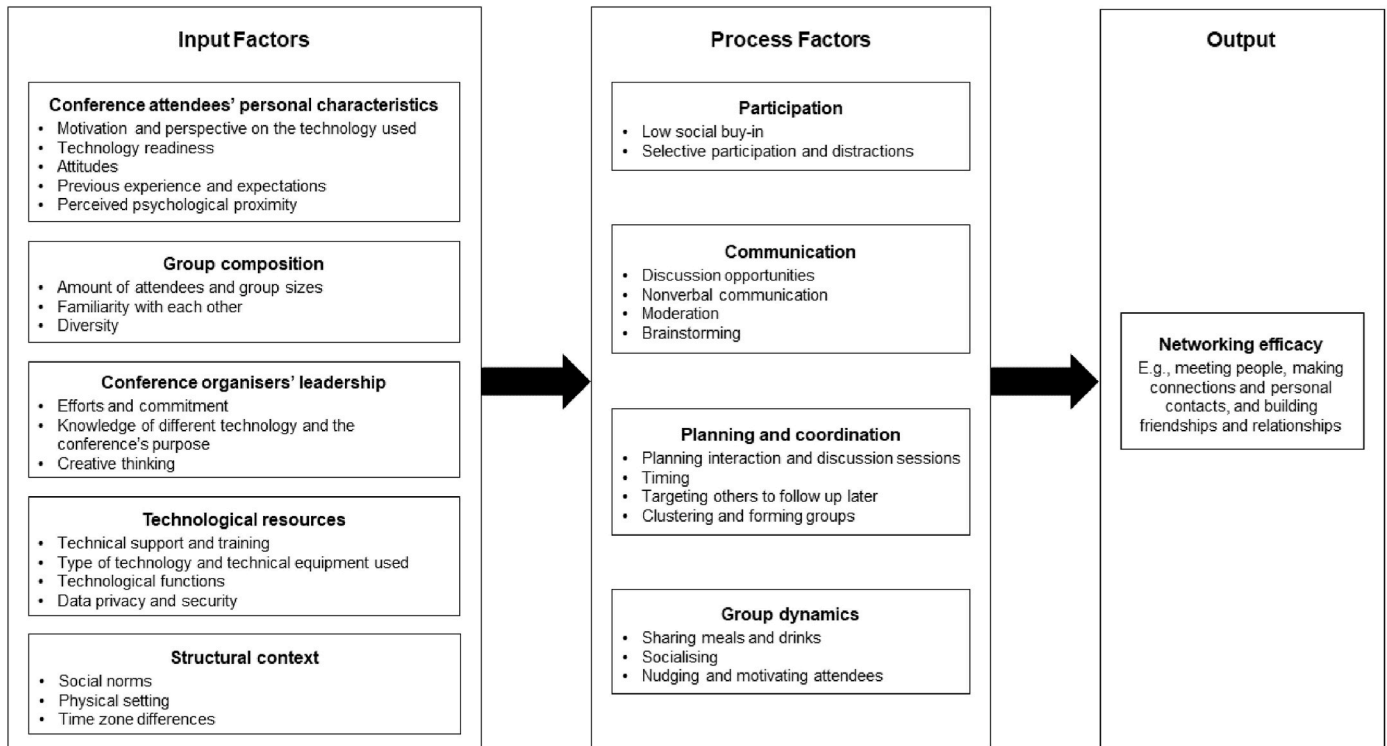 Input Factors
Conference attendees' personal characteristics
• Motivation and perspective on the technology used
• Technology readiness
• Attitudes
• Previous experience and expectations
• Perceived psychological proximity
Group composition
• Amount of attendees and group sizes
• Familiarity with each other
• Diversity
Conference organisers' leadership
• Efforts and commitment
• Knowledge of different technology and the
conference's purpose
• Creative thinking
Technological resources
• Technical support and training
• Type of technology and technical equipment used
• Technological functions
• Data privacy and security
Structural context
• Social norms
• Physical setting
• Time zone differences
Process Factors
Participation
• Low social buy-in
• Selective participation and distractions
Communication
• Discussion opportunities
• Nonverbal communication
• Moderation
• Brainstorming
Planning and coordination
• Planning interaction and discussion sessions
• Timing
• Targeting others to follow up later
• Clustering and forming groups
Group dynamics
• Sharing meals and drinks
• Socialising
• Nudging and motivating attendees
Output
Networking efficacy
E.g., meeting people, making
connections and personal
contacts, and building
friendships and relationships